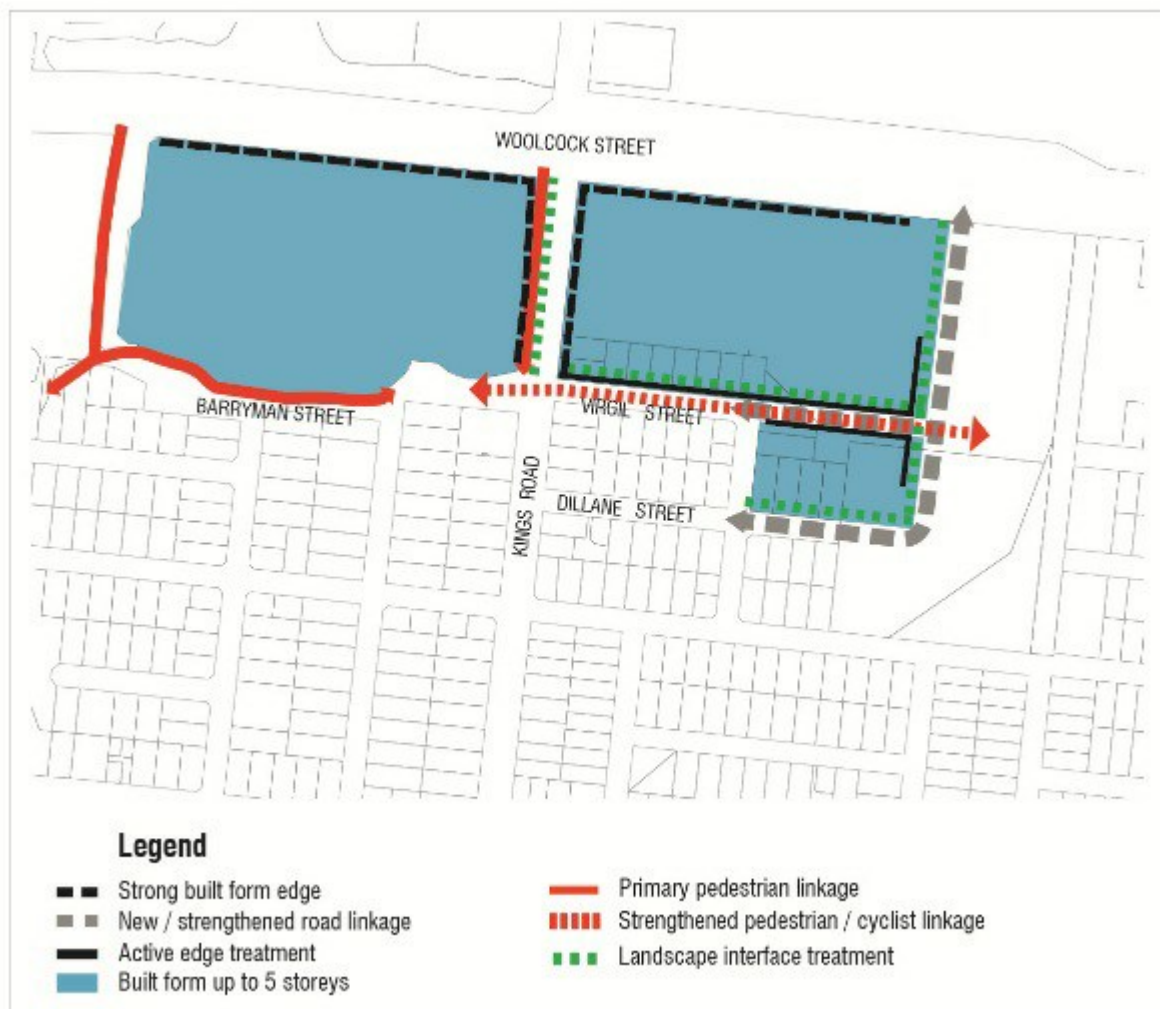 WOOLCOCK STREET
BARRYMAN STREET
VIRGIL STREET
KINGS ROAD
DILLANE STREET
Legend
Strong built form edge
New / strengthened road linkage
Active edge treatment
Built form up to 5 storeys
Primary pedestrian linkage
Strengthened pedestrian / cyclist linkage
Landscape interface treatment